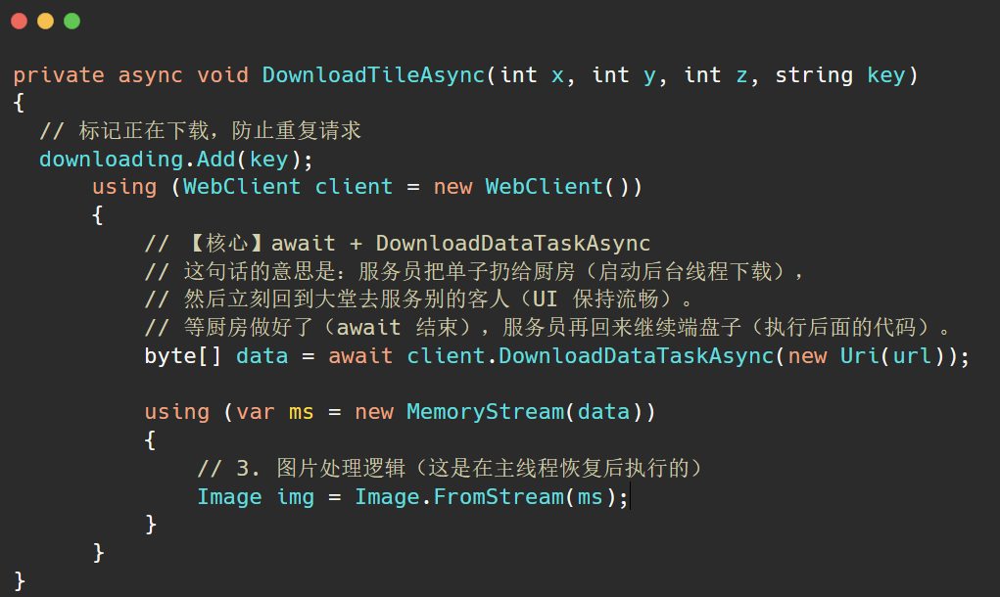 private async void DownloadTileAsync(int x, int y, int z, string key)
{
// 标记正在下载，防止重复请求
downloading.Add(key);
using (WebClient client = new WebClient())
{
// 【核心】await + DownloadDataTaskAsync
// 这句话的意思是：服务员把单子扔给厨房（启动后台线程下载），
// 然后立刻回到大堂去服务别的客人（UI 保持流畅）。
// 等厨房做好了（await 结束），服务员再回来继续端盘子（执行后面的代码）。
byte[] data = await client.DownloadDataTaskAsync(new Uri(url));
using (var ms = new MemoryStream(data))
{
// 3. 图片处理逻辑（这是在主线程恢复后执行的）
Image img = Image.FromStream(ms);
}
}
}